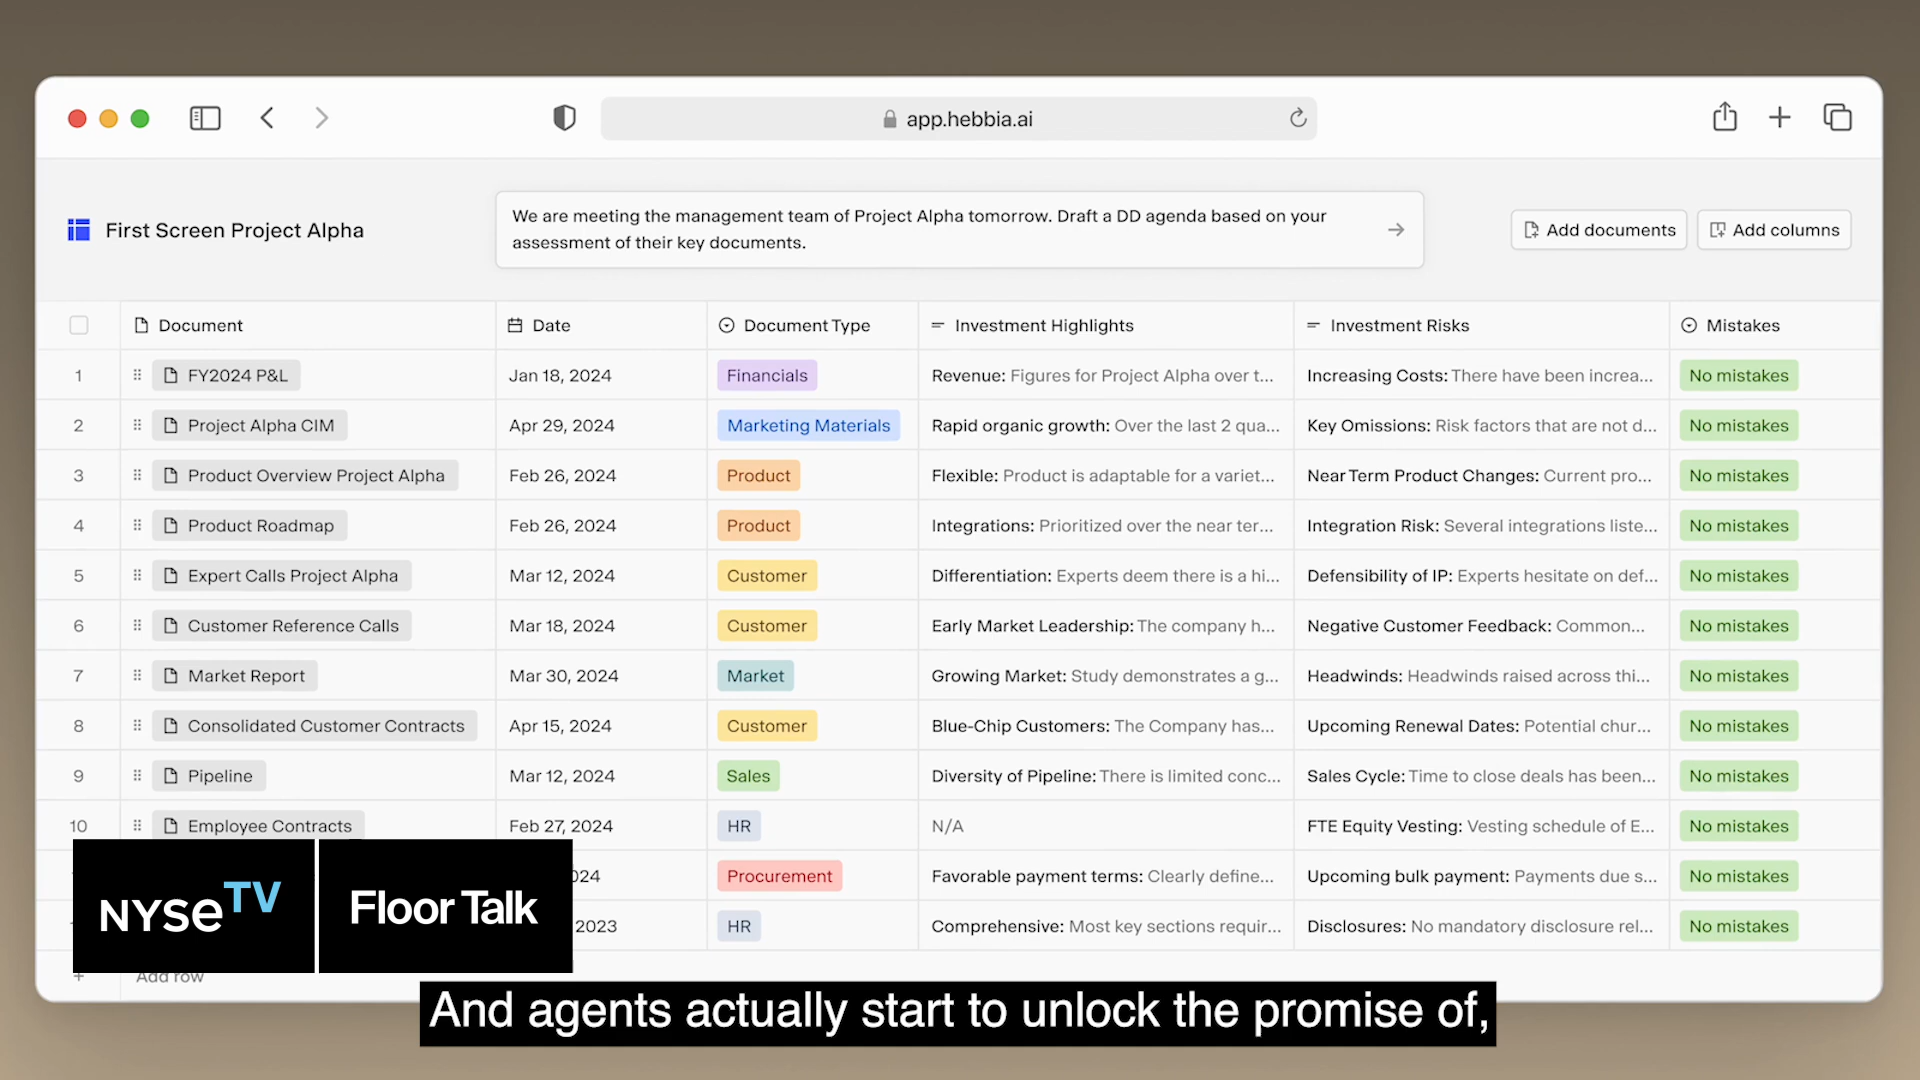 app.hebbia.ai
First Screen Project Alpha
We are meeting the management team of Project Alpha tomorrow. Draft a DD agenda based on your
assessment of their key documents.
Add documents
Add columns
Document Date Document Type Investment Highlights Investment Risks Mistakes
1 FY2024 P&L Jan 18, 2024 Financials Revenue: Figures for Project Alpha over t... Increasing Costs: There have been increa... No mistakes
2 Project Alpha CIM Apr 29, 2024 Marketing Materials Rapid organic growth: Over the last 2 qua... Key Omissions: Risk factors that are not d... No mistakes
3 Product Overview Project Alpha Feb 26, 2024 Product Flexible: Product is adaptable for a variet... Near Term Product Changes: Current pro... No mistakes
4 Product Roadmap Feb 26, 2024 Product Integrations: Prioritized over the near ter... Integration Risk: Several integrations liste... No mistakes
5 Expert Calls Project Alpha Mar 12, 2024 Customer Differentiation: Experts deem there is a hi... Defensibility of IP: Experts hesitate on def... No mistakes
6 Customer Reference Calls Mar 18, 2024 Customer Early Market Leadership: The company h... Negative Customer Feedback: Common... No mistakes
7 Market Report Mar 30, 2024 Market Growing Market: Study demonstrates a g... Headwinds: Headwinds raised across thi... No mistakes
8 Consolidated Customer Contracts Apr 15, 2024 Customer Blue-Chip Customers: The Company has... Upcoming Renewal Dates: Potential chur... No mistakes
9 Pipeline Mar 12, 2024 Sales Diversity of Pipeline: There is limited conc... Sales Cycle: Time to close deals has been... No mistakes
10 Employee Contracts Feb 27, 2024 HR N/A FTE Equity Vesting: Vesting schedule of E... No mistakes
Procurement Favorable payment terms: Clearly define... Upcoming bulk payment: Payments due s... No mistakes
2023 HR Comprehensive: Most key sections requir... Disclosures: No mandatory disclosure rel... No mistakes
Add row
NYSE TV Floor Talk
And agents actually start to unlock the promise of,